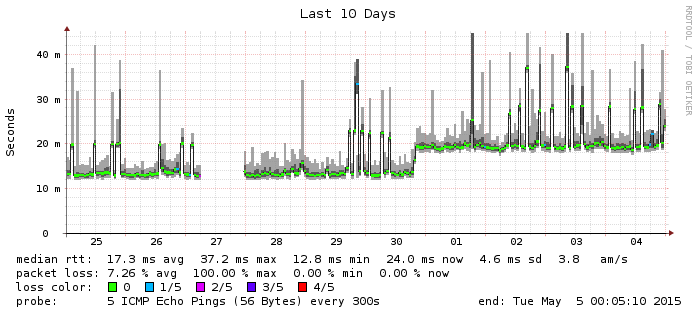 Last 10 Days
RRDTOOL / TOBI OETIKER
Seconds
40 m
30 m
20 m
10 m
0
25 26 27 28 29 30 01 02 03 04
median rtt: 17.3 ms avg 37.2 ms max 12.8 ms min 24.0 ms now 4.6 ms sd 3.8 am/s
packet loss: 7.26 % avg 100.00 % max 0.00 % min 0.00 % now
loss color: 0 1/5 2/5 3/5 4/5
probe: 5 ICMP Echo Pings (56 Bytes) every 300s end: Tue May 5 00:05:10 2015